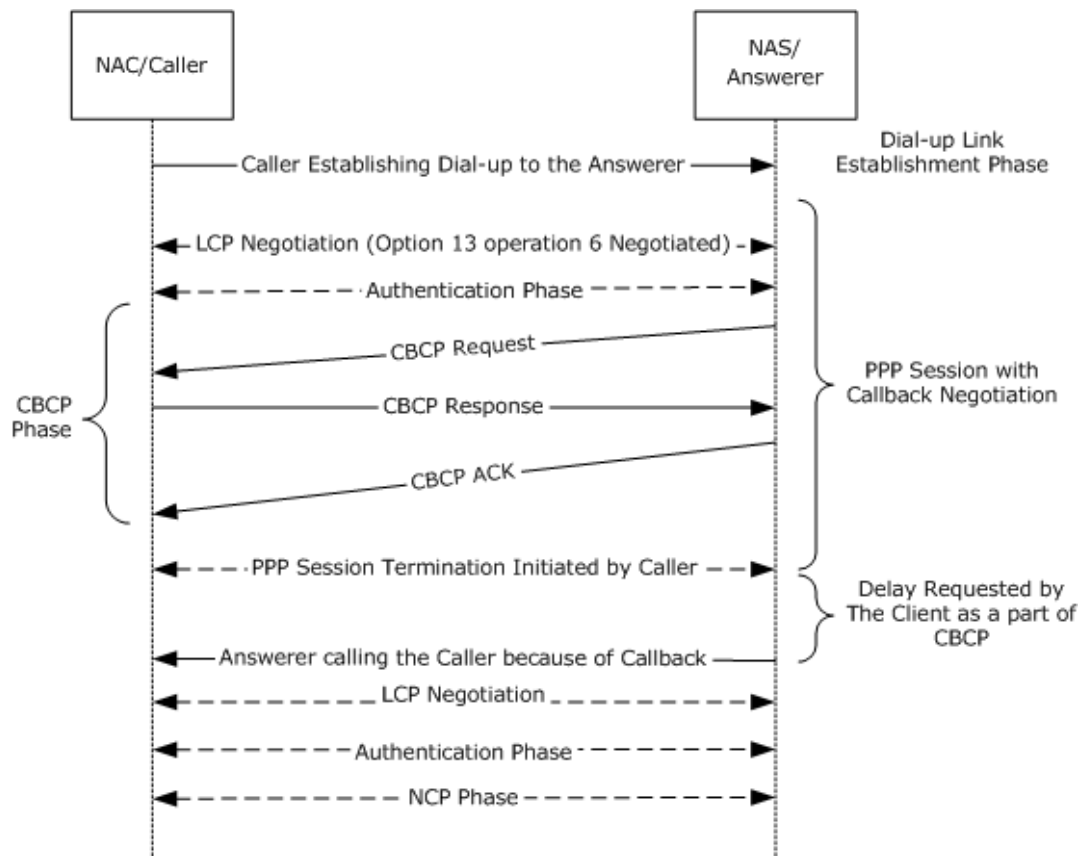 NAC/Caller
NAS/
Answerer
Caller Establishing Dial-up to the Answerer
Dial-up Link
Establishment Phase
LCP Negotiation (Option 13 operation 6 Negotiated)
Authentication Phase
CBCP Request
PPP Session with
Callback Negotiation
CBCP
Phase
CBCP Response
CBCP ACK
PPP Session Termination Initiated by Caller
Delay Requested by
The Client as a part of
CBCP
Answerer calling the Caller because of Callback
LCP Negotiation
Authentication Phase
NCP Phase